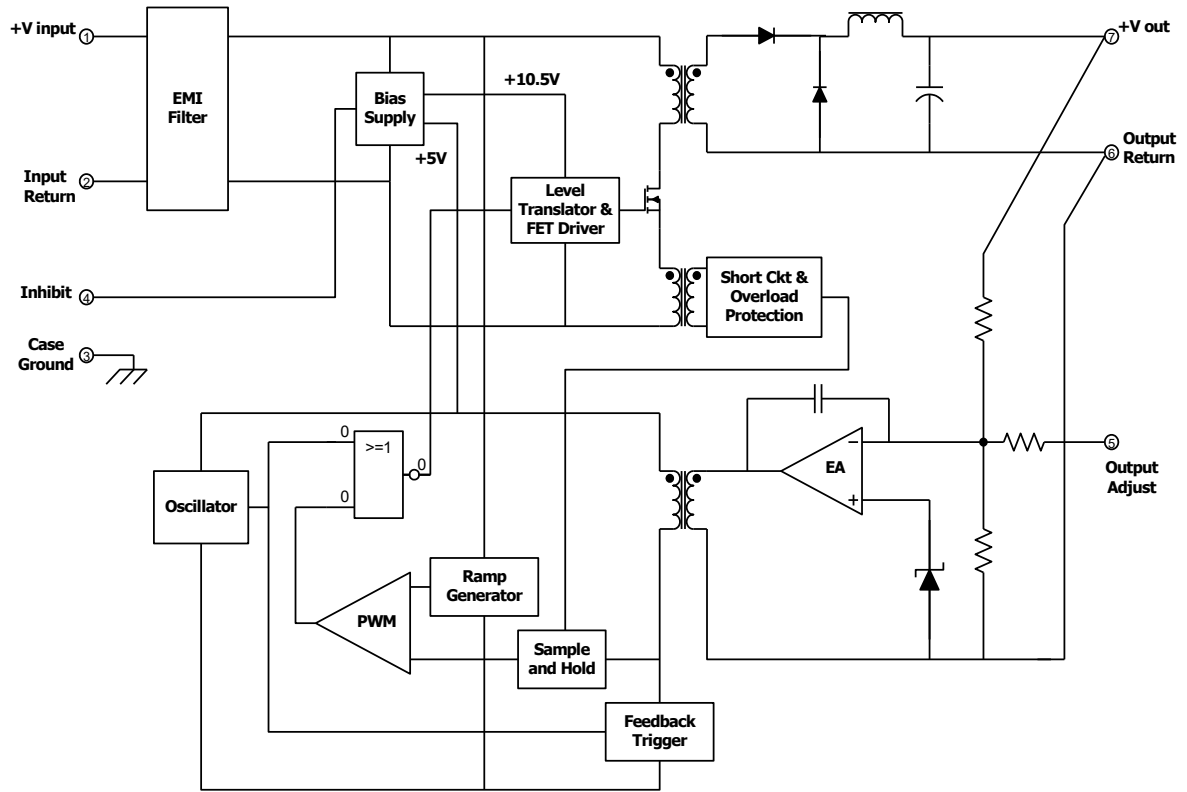 +V input
1
EMI
Filter
Input
Return
2
Inhibit
4
Case
Ground
3
Bias
Supply
+10.5V
+5V
Level
Translator &
FET Driver
Short Ckt &
Overload
Protection
7
+V out
6
Output
Return
5
Output
Adjust
Oscillator
0
0
>=1
0
PWM
Ramp
Generator
Sample
and Hold
Feedback
Trigger
EA
−
+